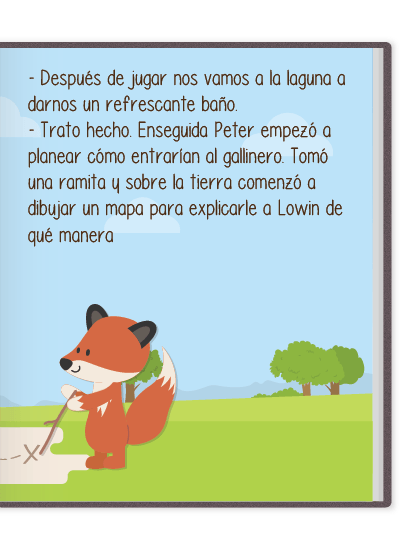 - Después de jugar nos vamos a la laguna a
darnos un refrescante baño.
- Trato hecho. Enseguida Peter empezó a
planear cómo entrarían al gallinero. Tomó
una ramita y sobre la tierra comenzó a
dibujar un mapa para explicarle a Lowin de
qué manera